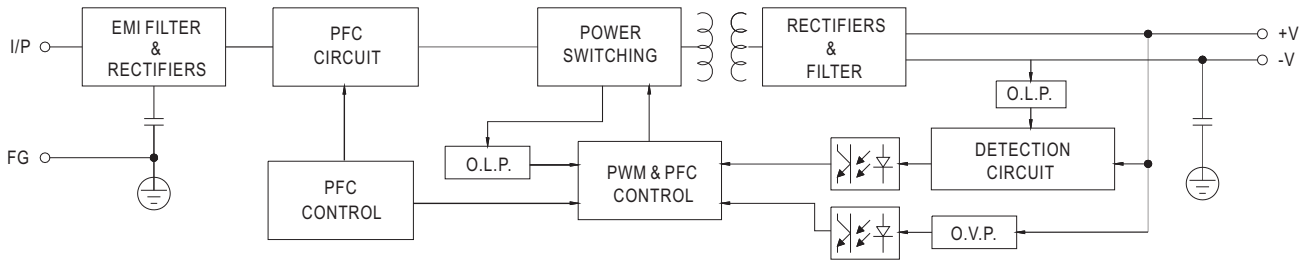 I/P
EMI FILTER
&
RECTIFIERS
PFC
CIRCUIT
POWER
SWITCHING
RECTIFIERS
&
FILTER
+V
-V
O.L.P.
FG
O.L.P.
PFC
CONTROL
PWM & PFC
CONTROL
DETECTION
CIRCUIT
O.V.P.